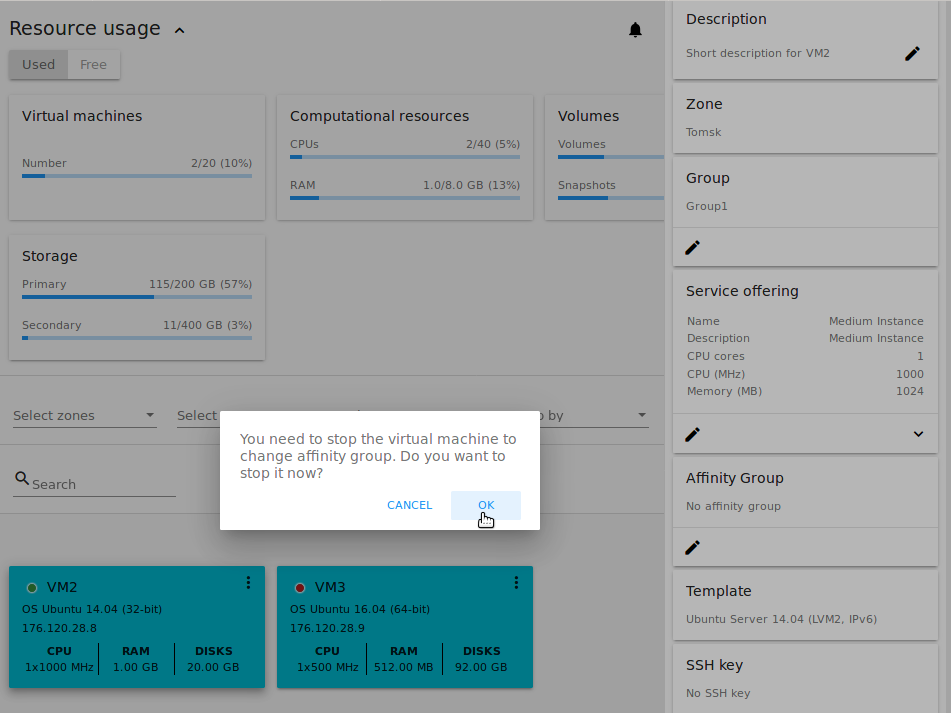 Resource usage
Used Free
Virtual machines
Number 2/20 (10%)
Computational resources
CPUs 2/40 (5%)
RAM 1.0/8.0 GB (13%)
Volumes
Volumes
Snapshots
Storage
Primary 115/200 GB (57%)
Secondary 11/400 GB (3%)
Select zones
Select
by
Search
You need to stop the virtual machine to
change affinity group. Do you want to
stop it now?
CANCEL OK
VM2
OS Ubuntu 14.04 (32-bit)
176.120.28.8
CPU RAM DISKS
1x1000 MHz 1.00 GB 20.00 GB
VM3
OS Ubuntu 16.04 (64-bit)
176.120.28.9
CPU RAM DISKS
1x500 MHz 512.00 MB 92.00 GB
Description
Short description for VM2
Zone
Tomsk
Group
Group1
Service offering
Name Medium Instance
Description Medium Instance
CPU cores 1
CPU (MHz) 1000
Memory (MB) 1024
Affinity Group
No affinity group
Template
Ubuntu Server 14.04 (LVM2, IPv6)
SSH key
No SSH key